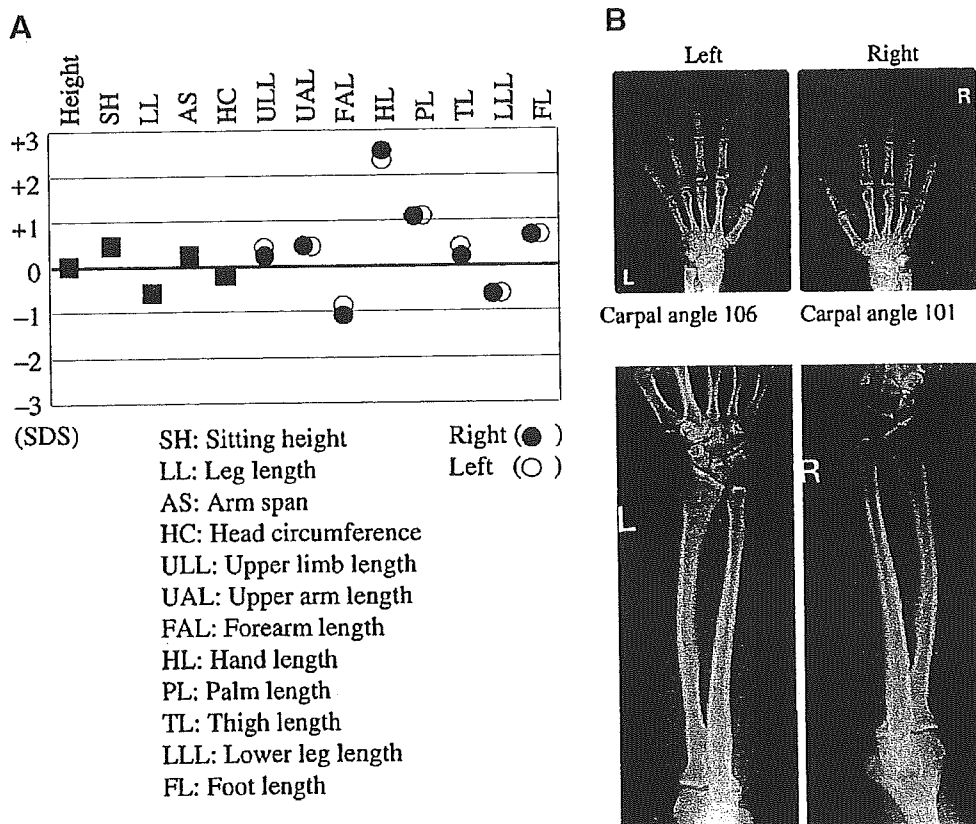 A
Height SH LL AS HC ULL UAL FAL HL PL TL LLL FL
+3
+2
+1
0
−1
−2
−3
(SDS)
SH: Sitting height
LL: Leg length
AS: Arm span
HC: Head circumference
ULL: Upper limb length
UAL: Upper arm length
FAL: Forearm length
HL: Hand length
PL: Palm length
TL: Thigh length
LLL: Lower leg length
FL: Foot length
Right (● )
Left (○ )
B
Left
Right
R
L
Carpal angle 106
Carpal angle 101
L
R